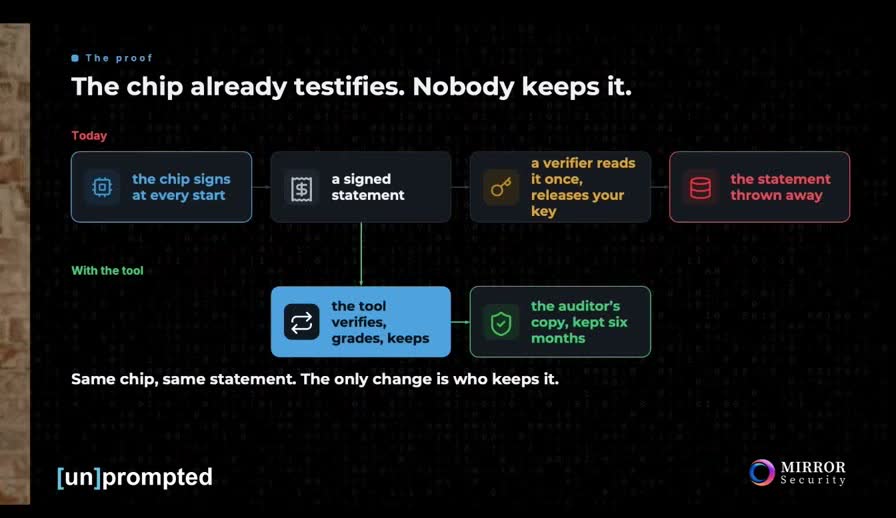 The proof
The chip already testifies. Nobody keeps it.
Today
the chip signs
at every start
a signed
statement
a verifier reads
it once,
releases your
key
the statement
thrown away
With the tool
the tool
verifies,
grades, keeps
the auditor's
copy, kept six
months
Same chip, same statement. The only change is who keeps it.
[un]prompted
MIRROR
Security